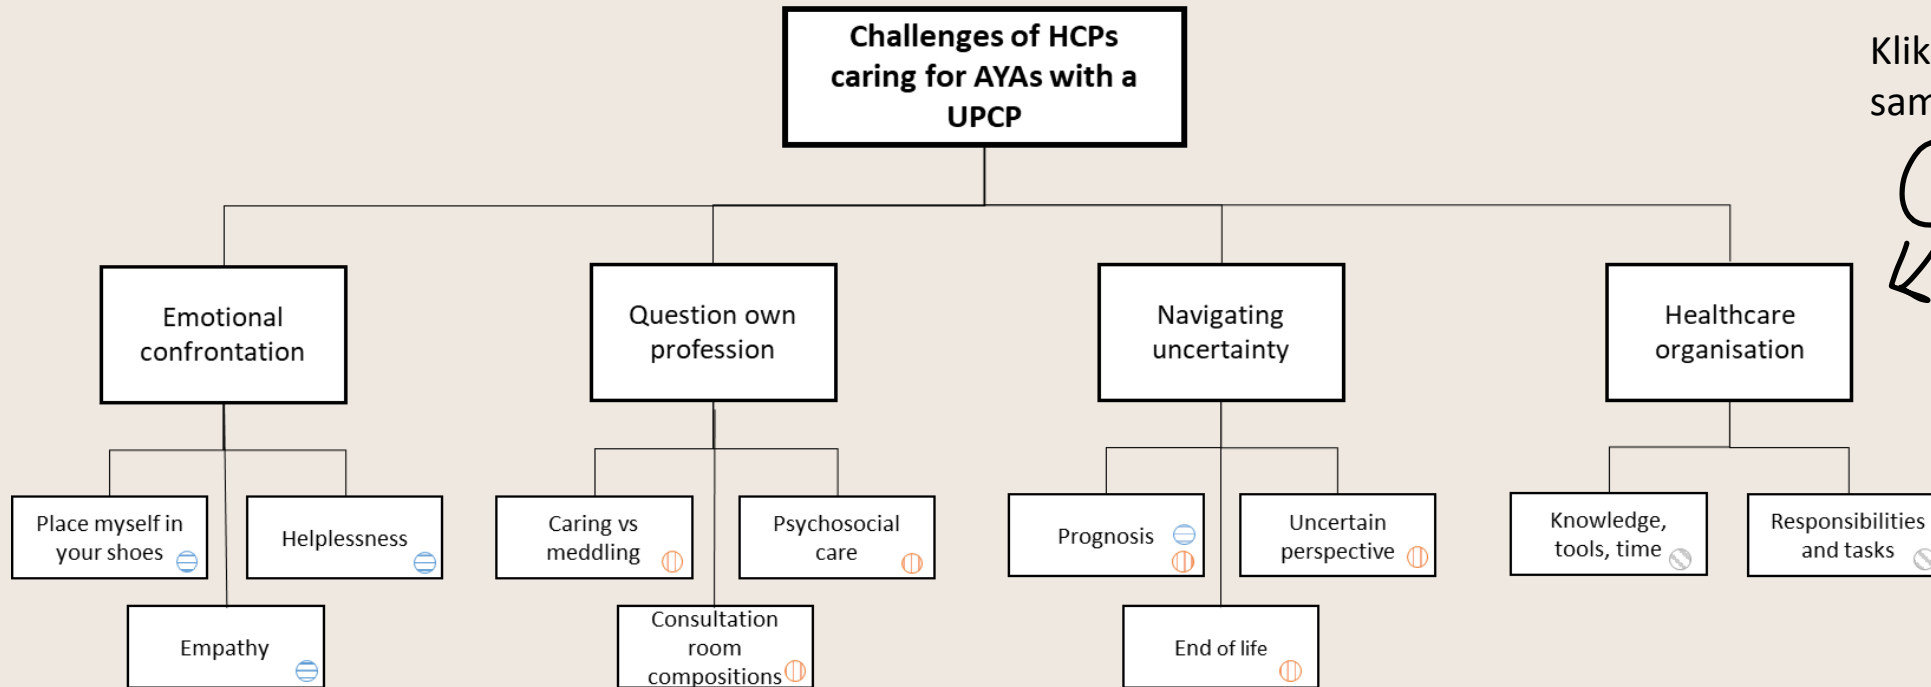 Challenges of HCPs
caring for AYAs with a
UPCP
Emotional
confrontation
Question own
profession
Navigating
uncertainty
Healthcare
organisation
Place myself in
your shoes
Helplessness
Empathy
Caring vs
meddling
Psychosocial
care
Consultation
room
compositions
Prognosis
Uncertain
perspective
End of life
Knowledge,
tools, time
Responsibilities
and tasks